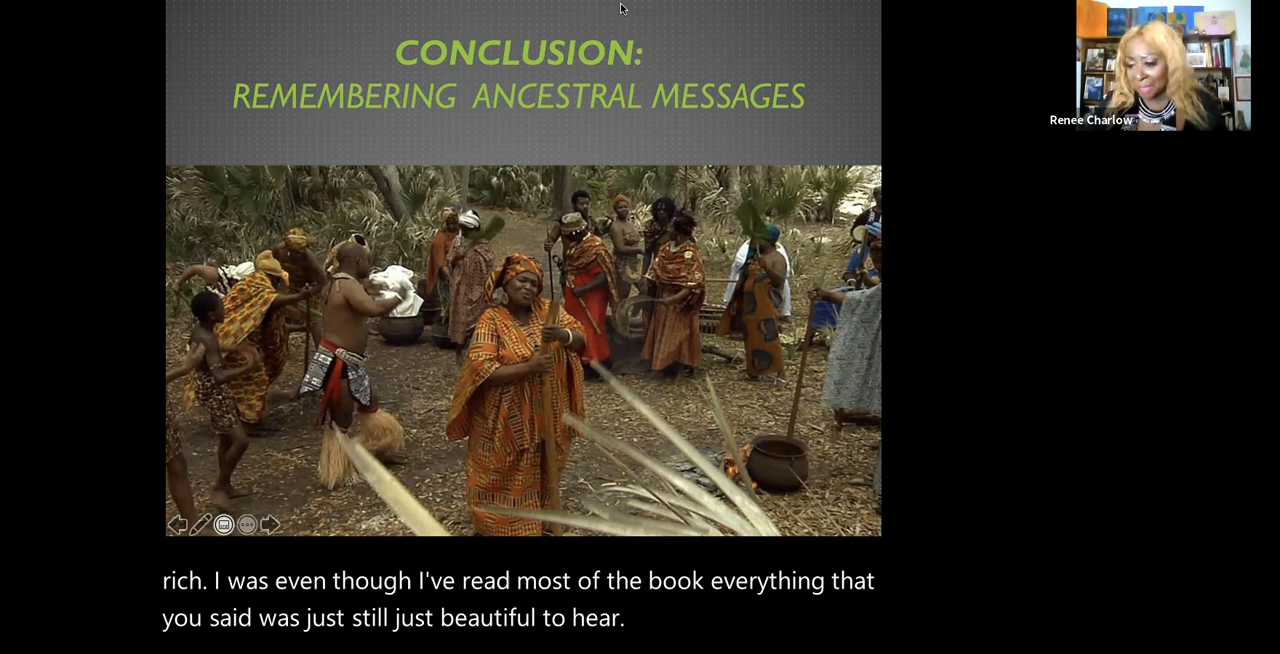 CONCLUSION:
REMEMBERING ANCESTRAL MESSAGES
Renee Charlow
rich. I was even though I've read most of the book everything that
you said was just still just beautiful to hear.